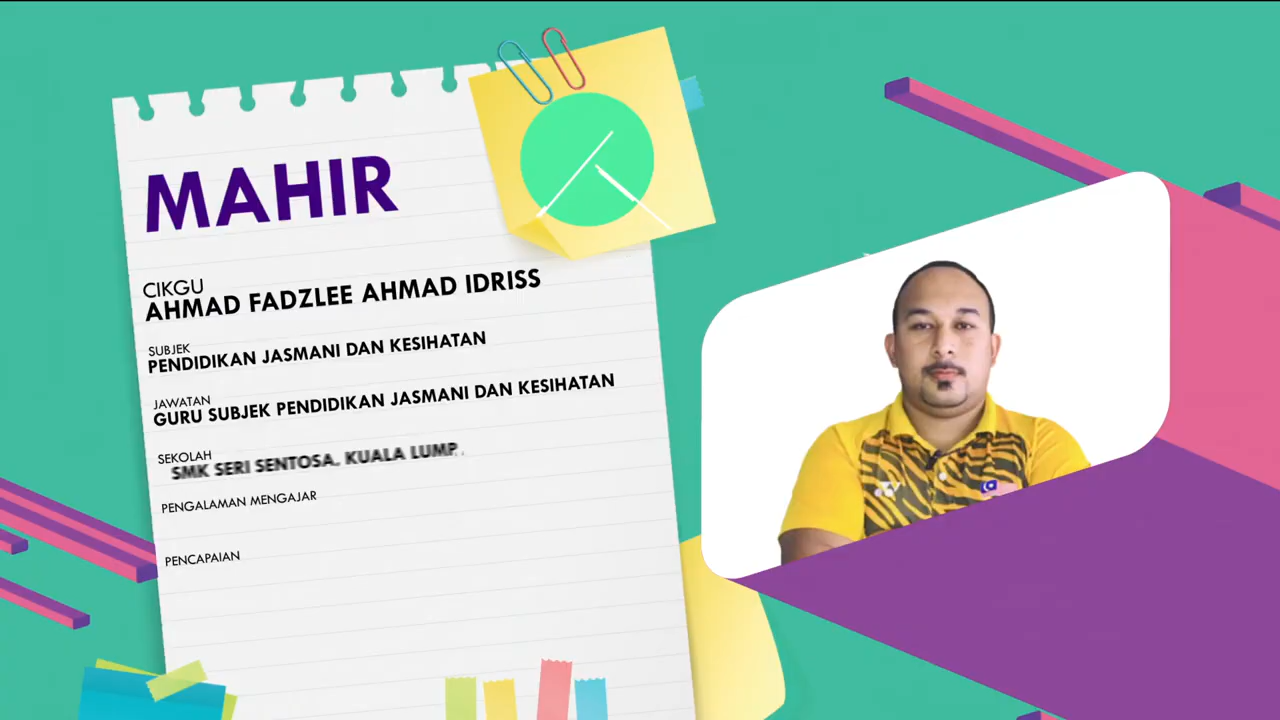 MAHIR
CIKGU
AHMAD FADZLEE AHMAD IDRISS
SUBJEK
PENDIDIKAN JASMANI DAN KESIHATAN
JAWATAN
GURU SUBJEK PENDIDIKAN JASMANI DAN KESIHATAN
SEKOLAH
SMK SERI SENTOSA, KUALA LUMP
PENGALAMAN MENGAJAR
PENCAPAIAN